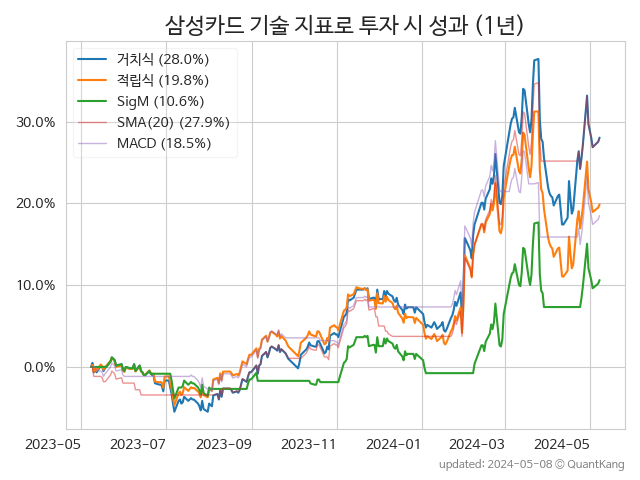 삼성카드 기술 지표로 투자 시 성과 (1년)
거치식 (28.0%)
적립식 (19.8%)
SigM (10.6%)
SMA(20) (27.9%)
MACD (18.5%)
30.0%
20.0%
10.0%
0.0%
2023-05 2023-07 2023-09 2023-11 2024-01 2024-03 2024-05
updated: 2024-05-08 © QuantKang